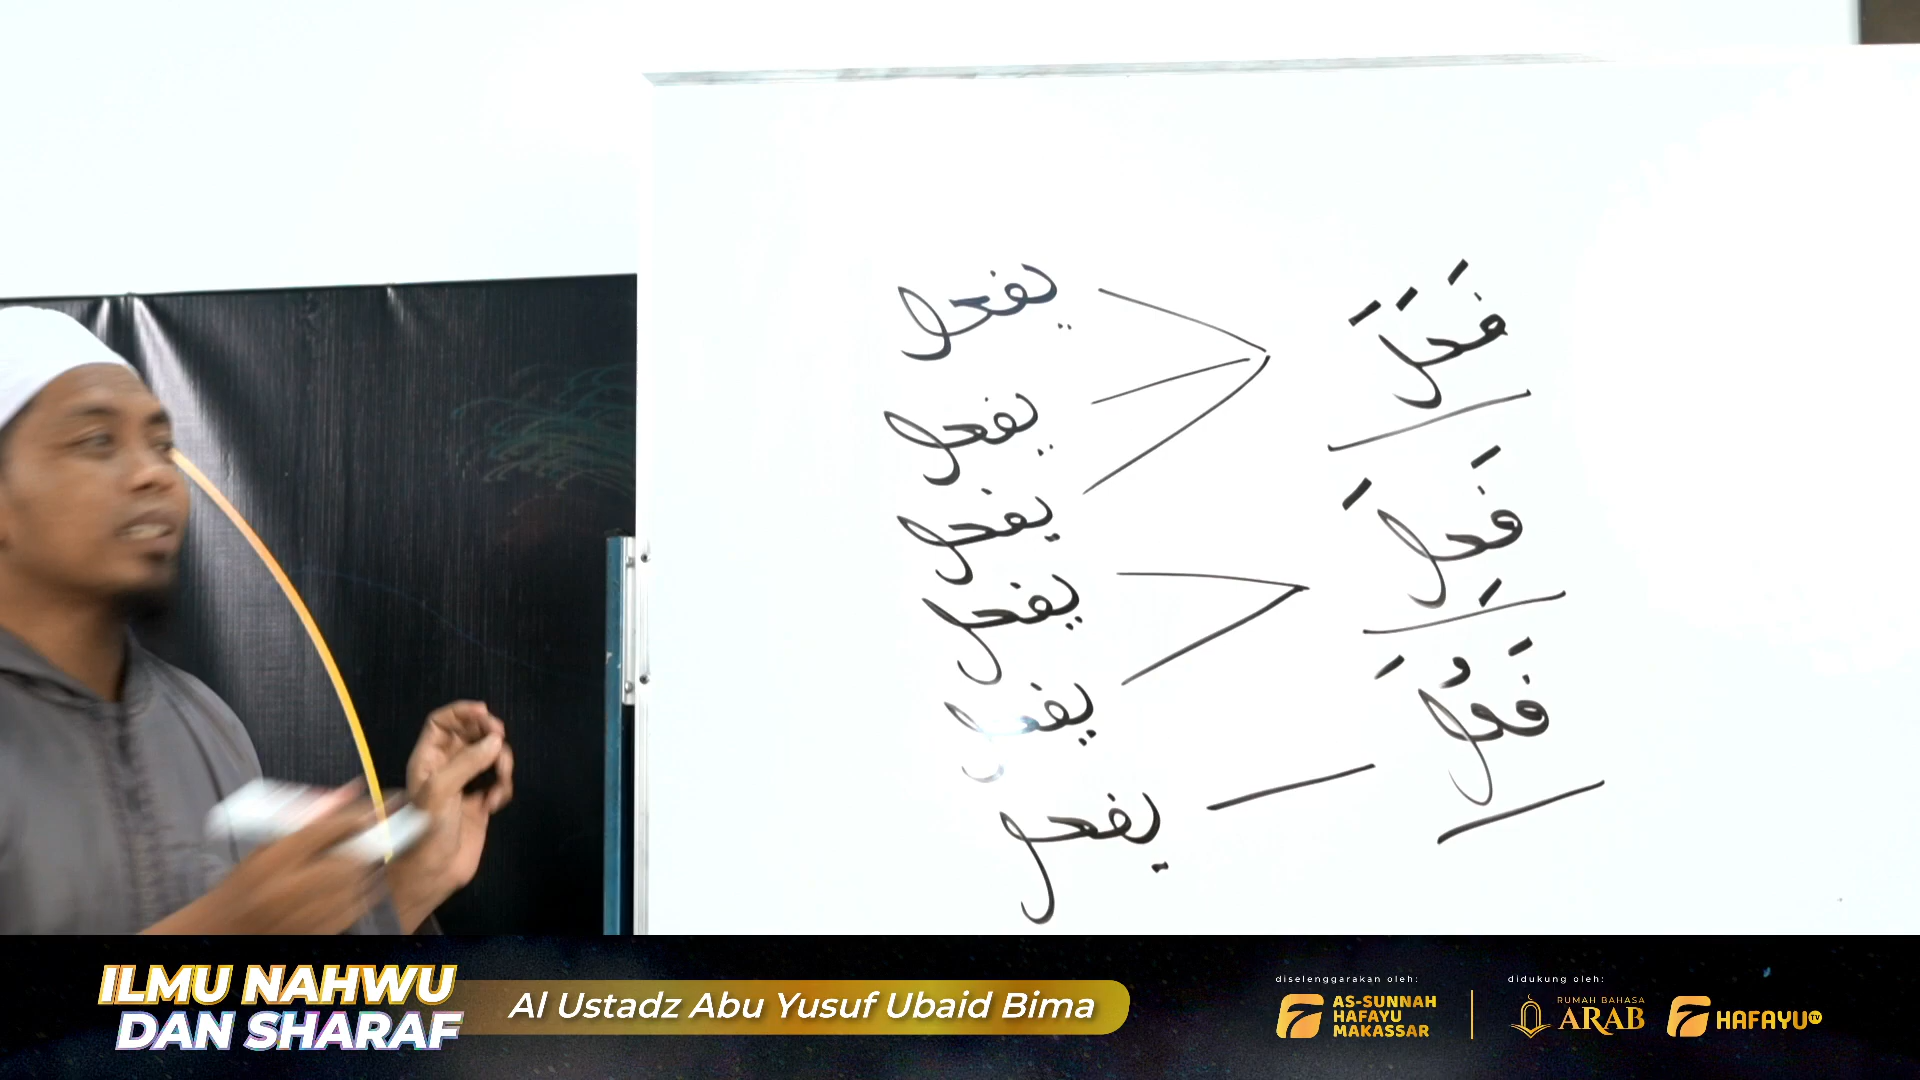 فَعَلَ
فَعِلَ
فَعُلَ
يفعل
يفعل
يفعل
يفعل
يفعل
يفعل
ILMU NAHWU
DAN SHARAF
Al Ustadz Abu Yusuf Ubaid Bima
diselenggarakan oleh:
AS-SUNNAH
HAFAYU
MAKASSAR
didukung oleh:
RUMAH BAHASA
ARAB
HAFAYU TV